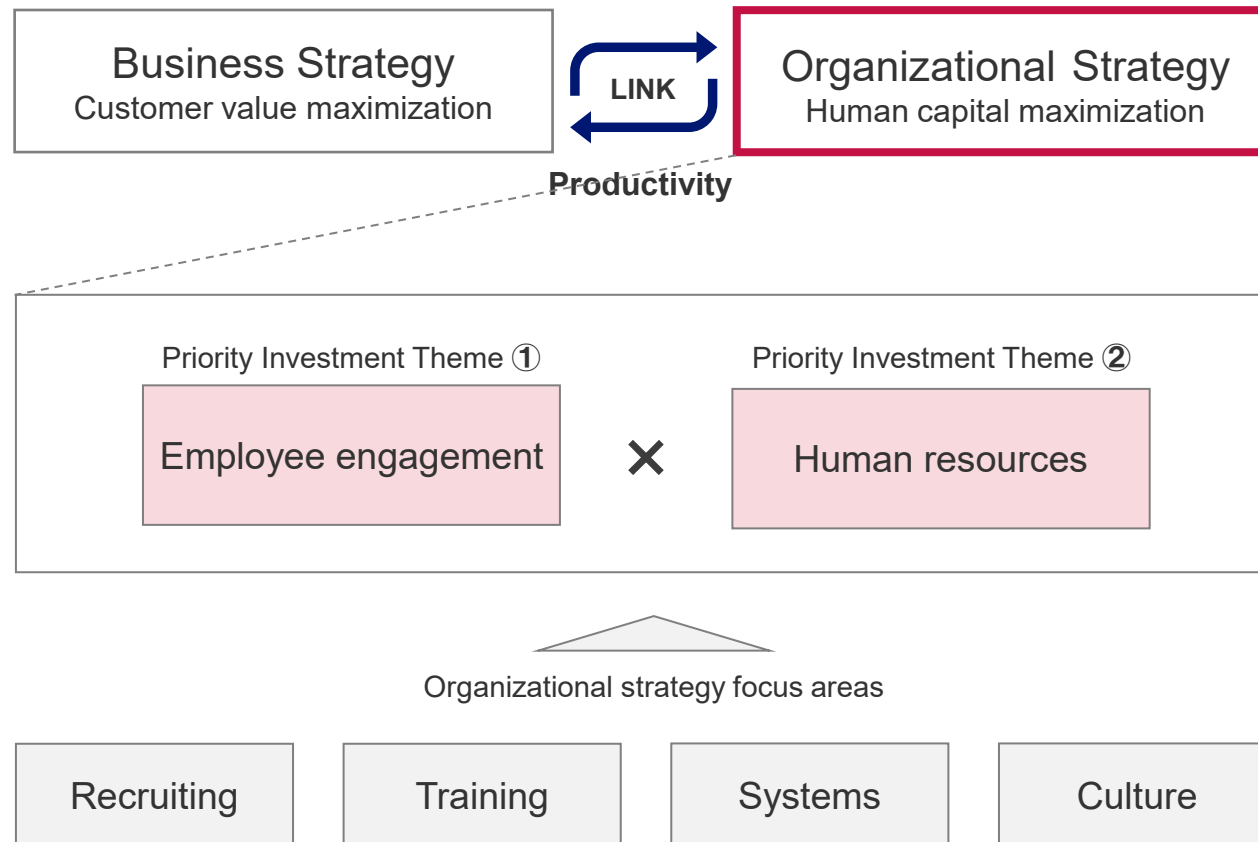 Business Strategy
Customer value maximization
LINK
Organizational Strategy
Human capital maximization
Productivity
Priority Investment Theme ①
Priority Investment Theme ②
Employee engagement
×
Human resources
Organizational strategy focus areas
Recruiting
Training
Systems
Culture